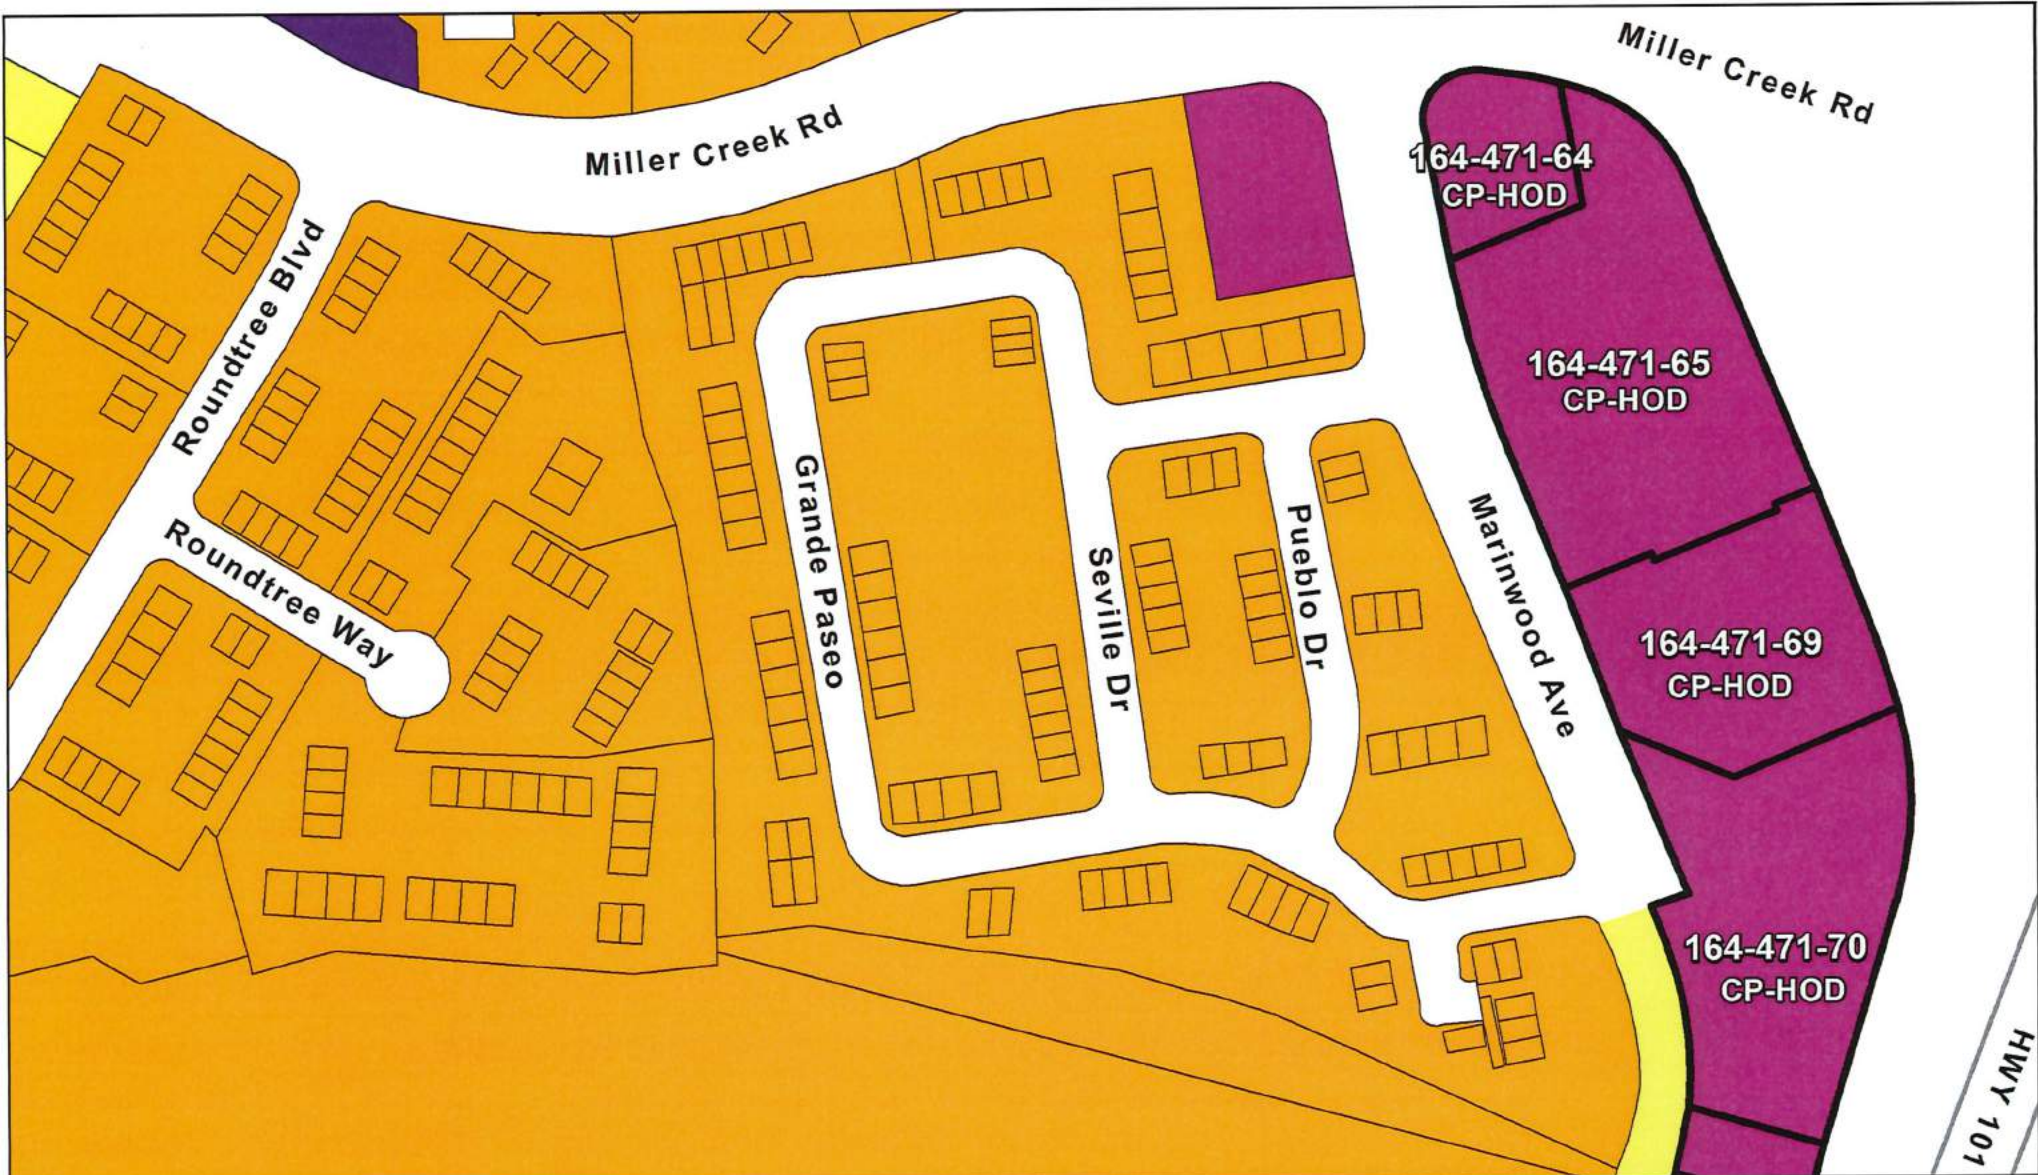 Miller Creek Rd
Miller Creek Rd
164-471-64
CP-HOD
Roundtree Blvd
164-471-65
CP-HOD
Grande Paseo
Seville Dr
Pueblo Dr
Marinwood Ave
Roundtree Way
164-471-69
CP-HOD
164-471-70
CP-HOD
HWY 101